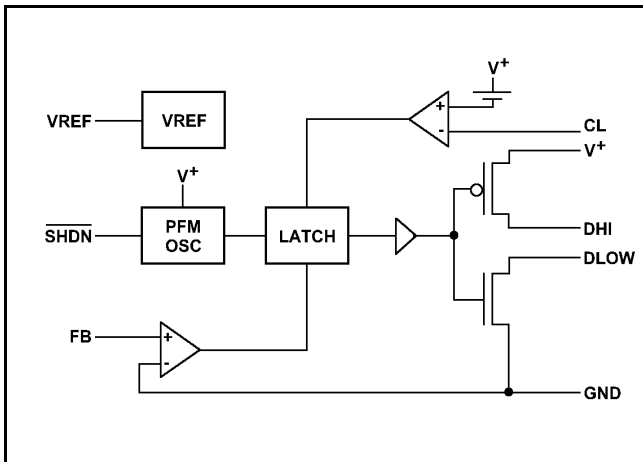 V+
VREF
VREF
+
-
CL
V+
V+
SHDN
PFM
OSC
LATCH
DHI
DLOW
FB
+
-
GND